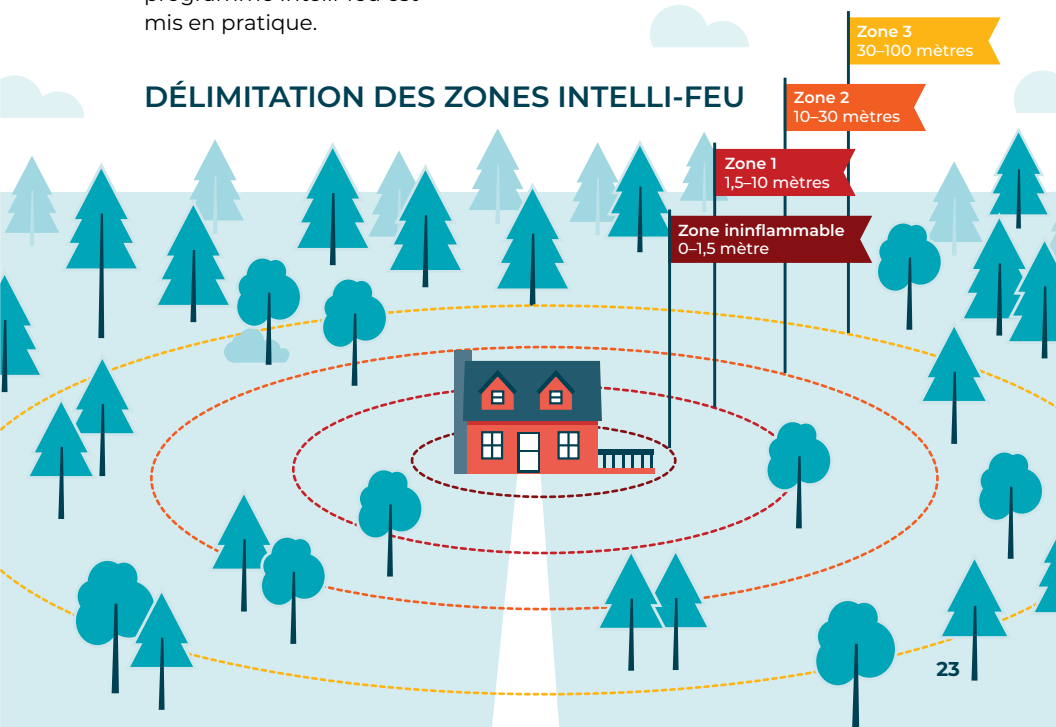 mis en pratique.
DÉLIMITATION DES ZONES INTELLI-FEU
Zone 3
30–100 mètres
Zone 2
10–30 mètres
Zone 1
1,5–10 mètres
Zone ininflammable
0–1,5 mètre
23